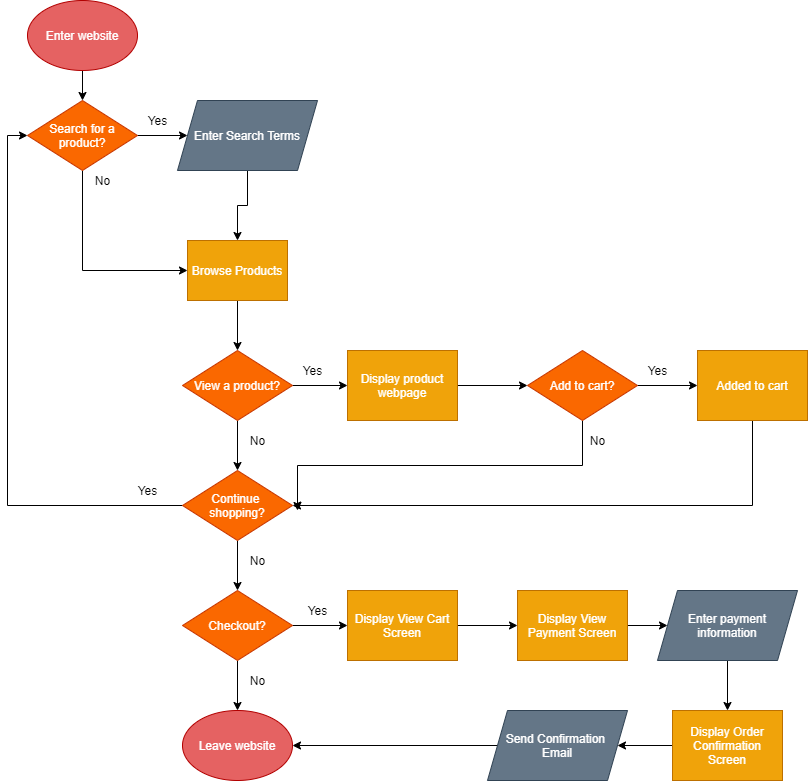 Enter website
Search for a
product?
Yes
Enter Search Terms
No
Browse Products
View a product?
Yes
Display product
webpage
Add to cart?
Yes
Added to cart
No
No
Yes
Continue
shopping?
No
Checkout?
Yes
Display View Cart
Screen
Display View
Payment Screen
Enter payment
information
No
Leave website
Send Confirmation
Email
Display Order
Confirmation
Screen